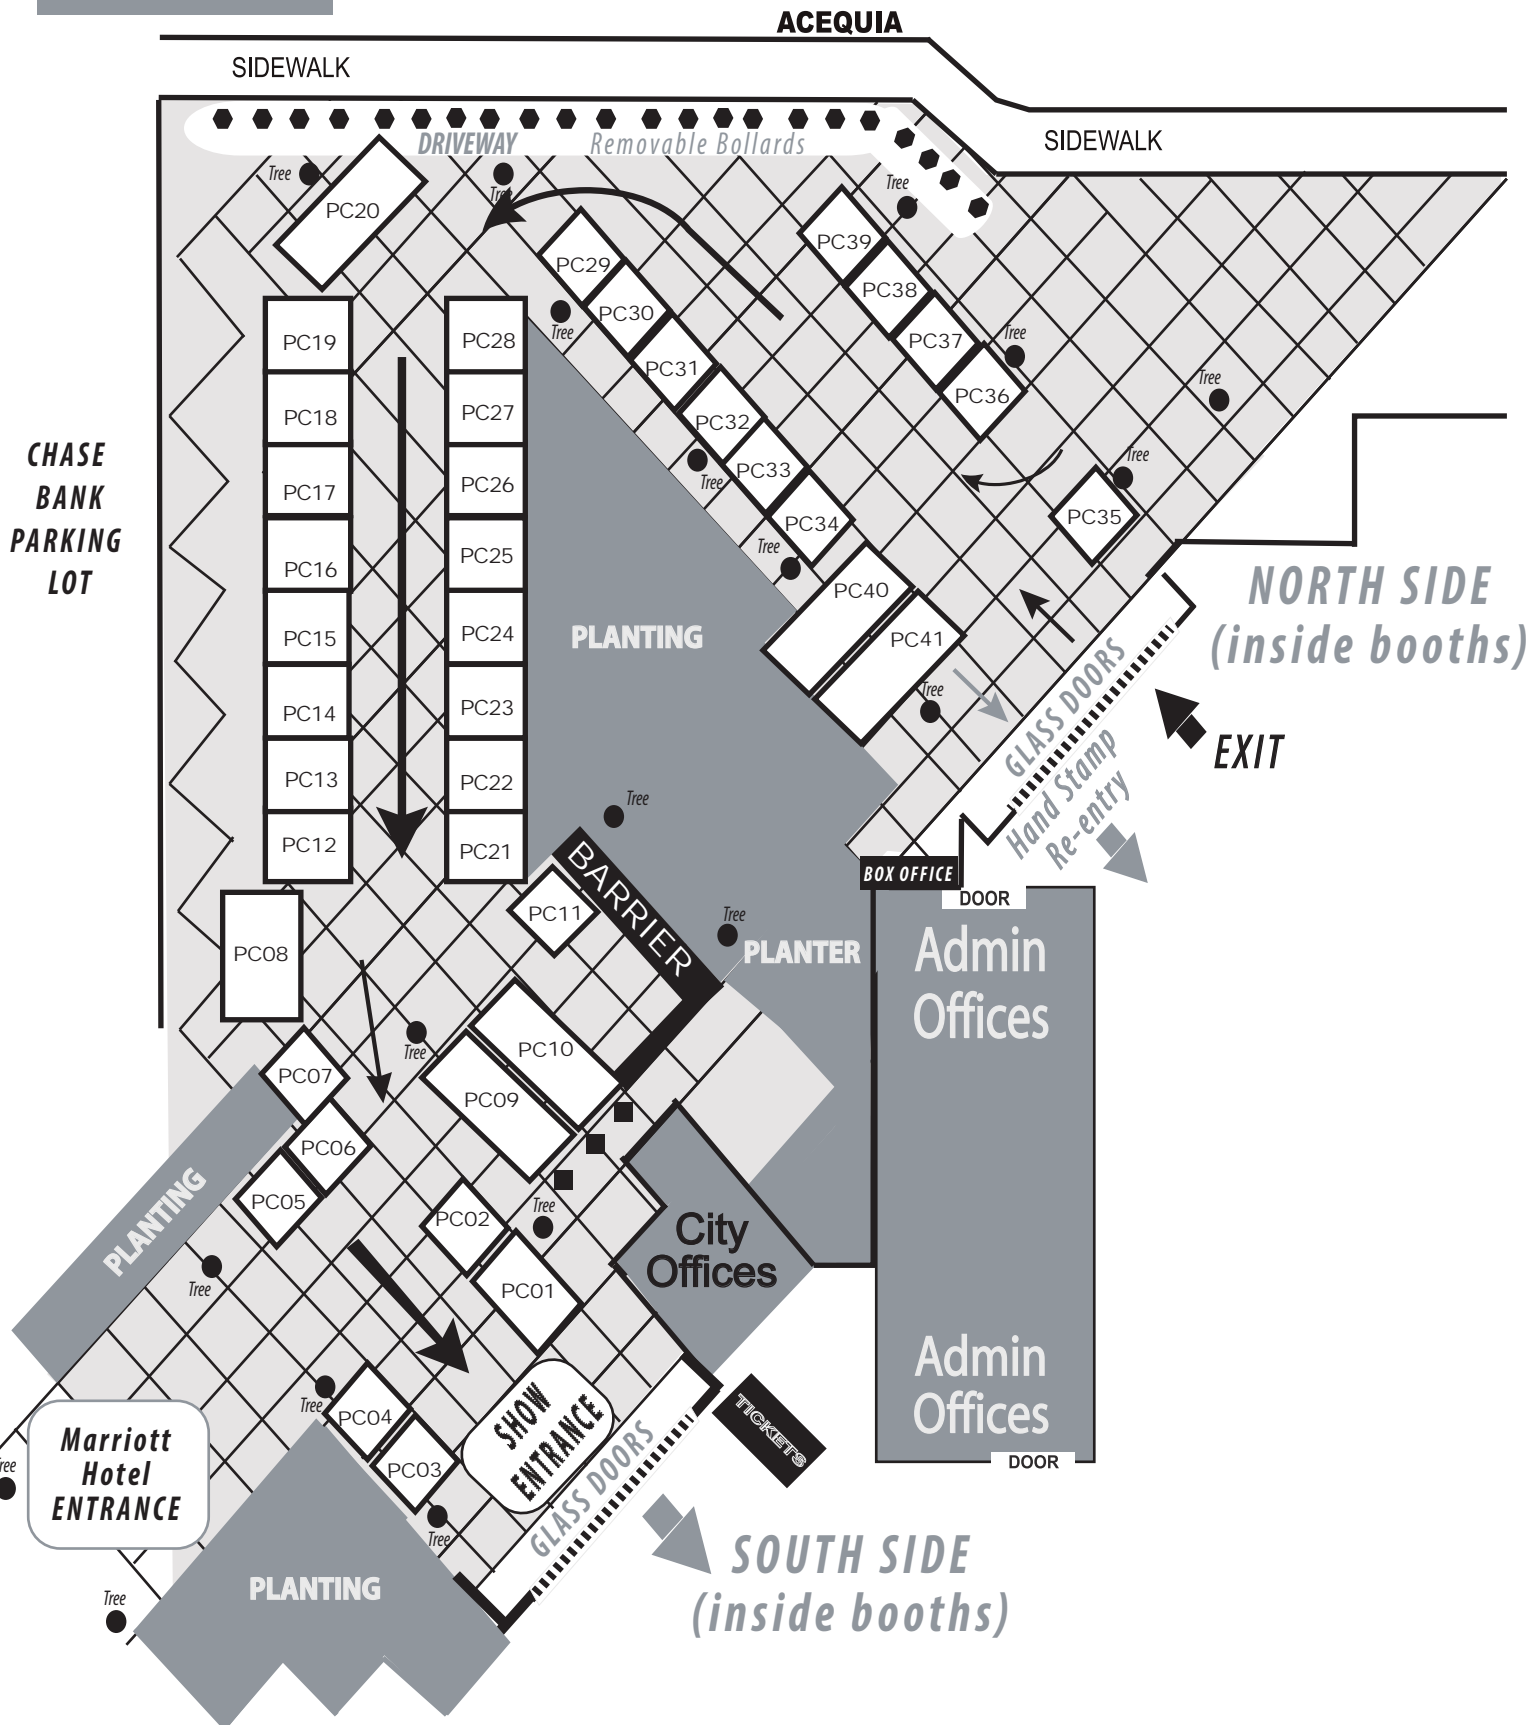 ACEQUIA
SIDEWALK
SIDEWALK
DRIVEWAY
Removable Bollards
Tree
Tree
Tree
PC20
PC39
PC29
PC38
PC30
Tree
Tree
PC19
PC28
PC37
PC31
PC36
Tree
PC18
PC27
PC32
CHASE
BANK
PARKING
LOT
Tree
PC33
Tree
PC17
PC26
PC34
PC35
Tree
PC16
PC25
PC40
NORTH SIDE
(inside booths)
PC15
PC24
PLANTING
PC41
Tree
PC14
PC23
GLASS DOORS
Hand Stamp
Re-entry
EXIT
PC13
PC22
Tree
PC12
PC21
BARRIER
BOX OFFICE
DOOR
PC11
Tree
PC08
PLANTER
Admin
Offices
PC10
Tree
PC07
PC09
PC06
PC05
PLANTING
PC02
Tree
City
Offices
Tree
PC01
Admin
Offices
Tree
PC04
SHOW
ENTRANCE
TICKETS
Marriott
Hotel
ENTRANCE
Tree
PC03
GLASS DOORS
DOOR
Tree
SOUTH SIDE
(inside booths)
PLANTING
Tree